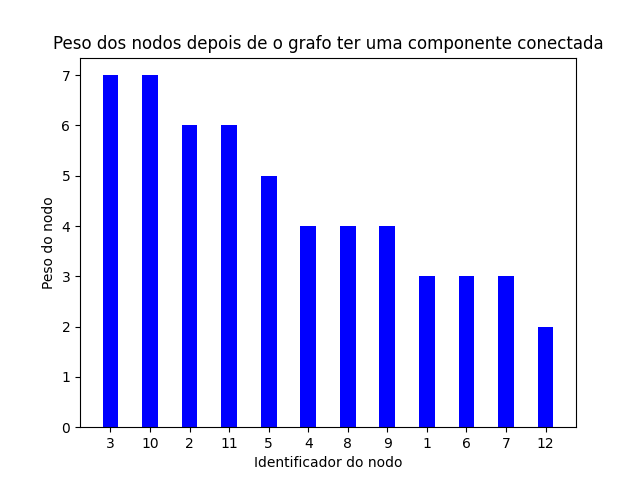 Peso dos nodos depois de o grafo ter uma componente conectada
7
6
5
4
3
2
1
0
Peso do nodo
3 10 2 11 5 4 8 9 1 6 7 12
Identificador do nodo